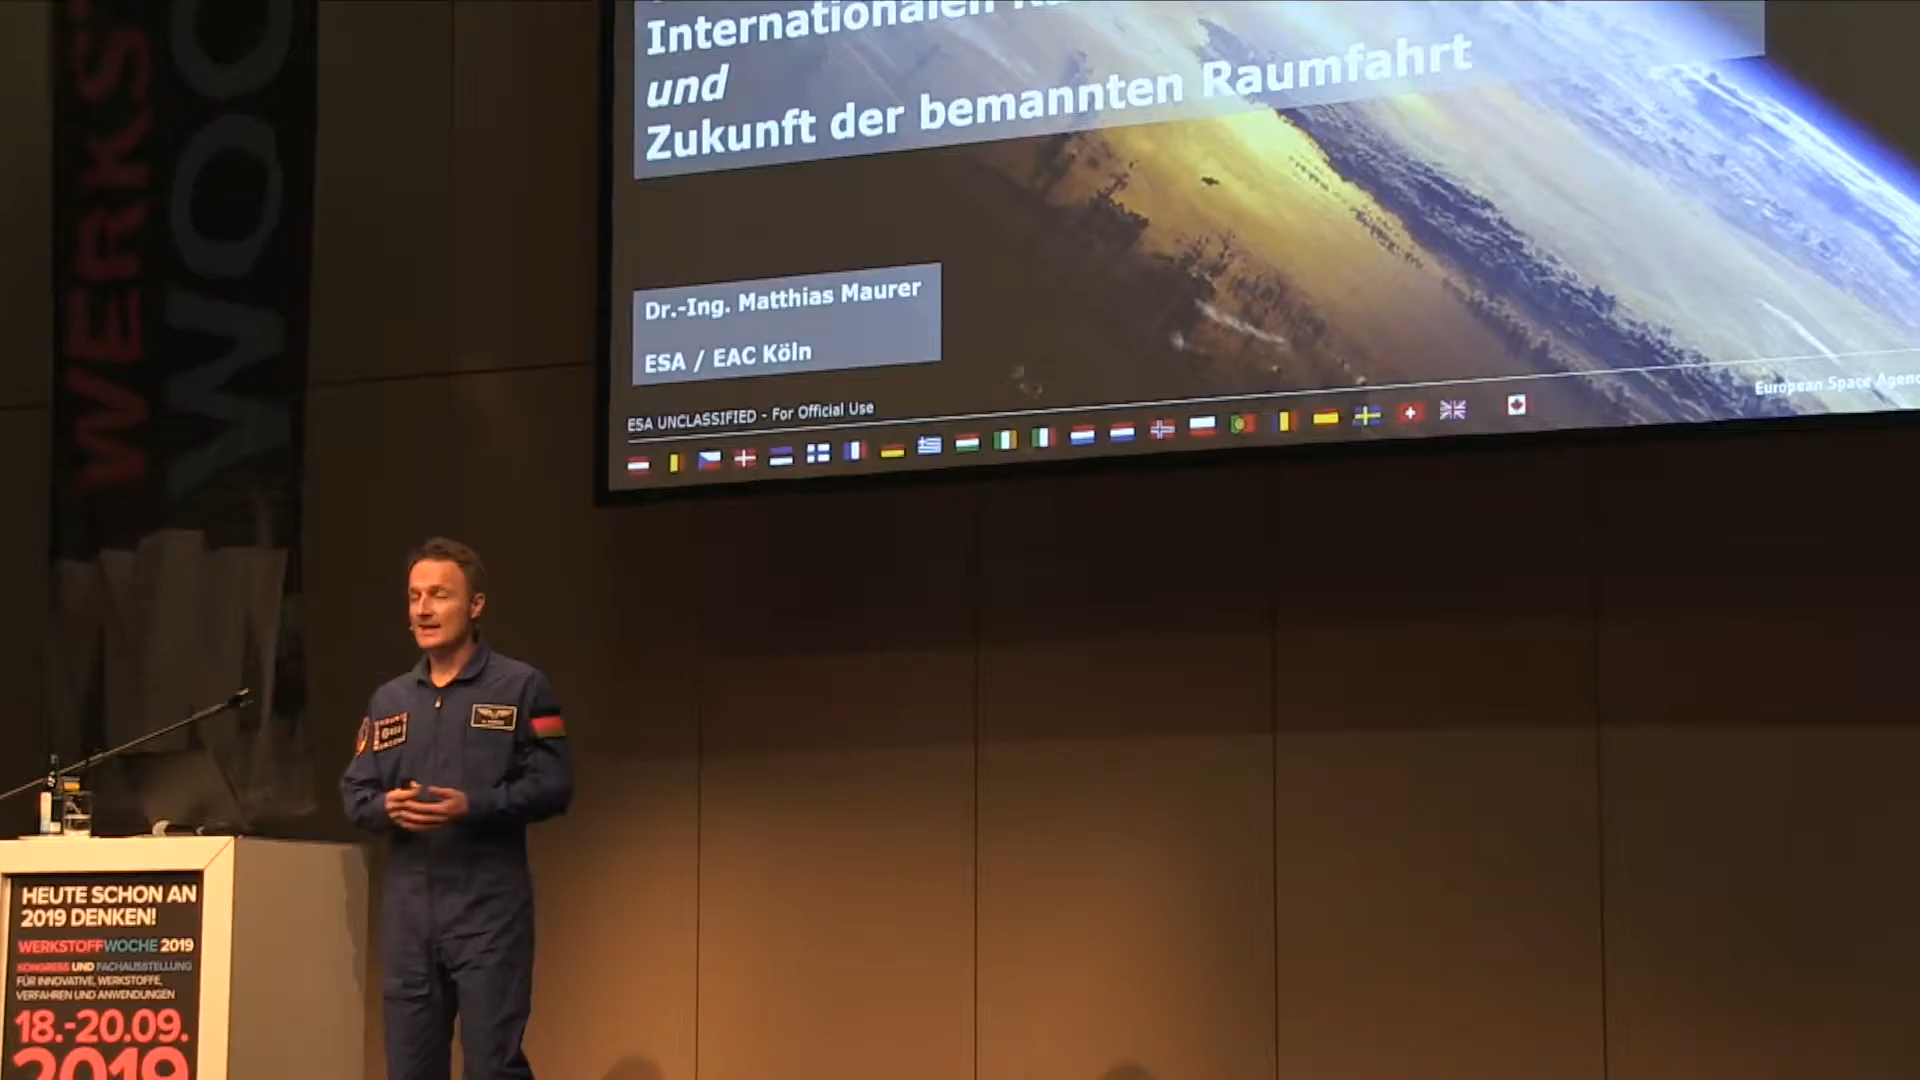 Internationalen
und
Zukunft der bemannten Raumfahrt
Dr.-Ing. Matthias Maurer
ESA / EAC Köln
ESA UNCLASSIFIED - For Official Use
European Space Agenc
WERKST
WOC
HEUTE SCHON AN
2019 DENKEN!
WERKSTOFFWOCHE 2019
KONGRESS UND FACHAUSSTELLUNG
FÜR INNOVATIVE, WERKSTOFFE,
VERFAHREN UND ANWENDUNGEN
18.-20.09.
2019